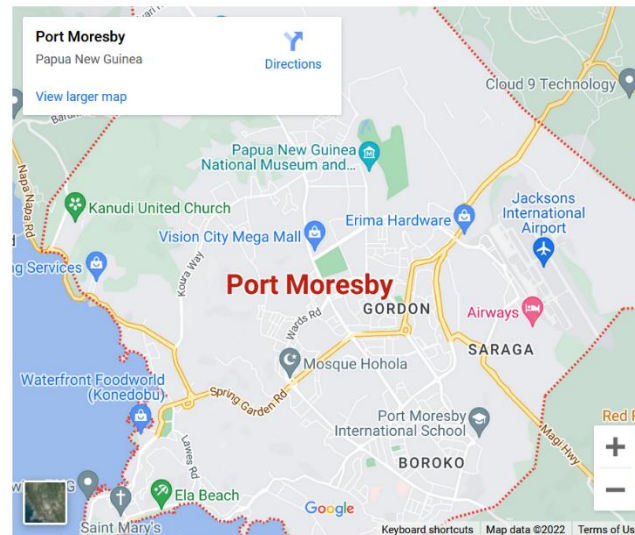 Port Moresby
Papua New Guinea
Directions
View larger map
Cloud 9 Technology
Papua New Guinea
National Museum and...
Napa Napa Rd
Kanudi United Church
Erima Hardware
Jacksons
International
Airport
Vision City Mega Mall
Services
Koura Way
Port Moresby
GORDON
Airways
Wards Rd
SARAGA
Mosque Hohola
Waterfront Foodworld
(Konedobu)
Spring Garden Rd
Port Moresby
International School
Magi Hwy
Red
Lawes Rd
BOROKO
+
Ela Beach
Google
−
Saint Mary's
Keyboard shortcuts
Map data ©2022
Terms of Us